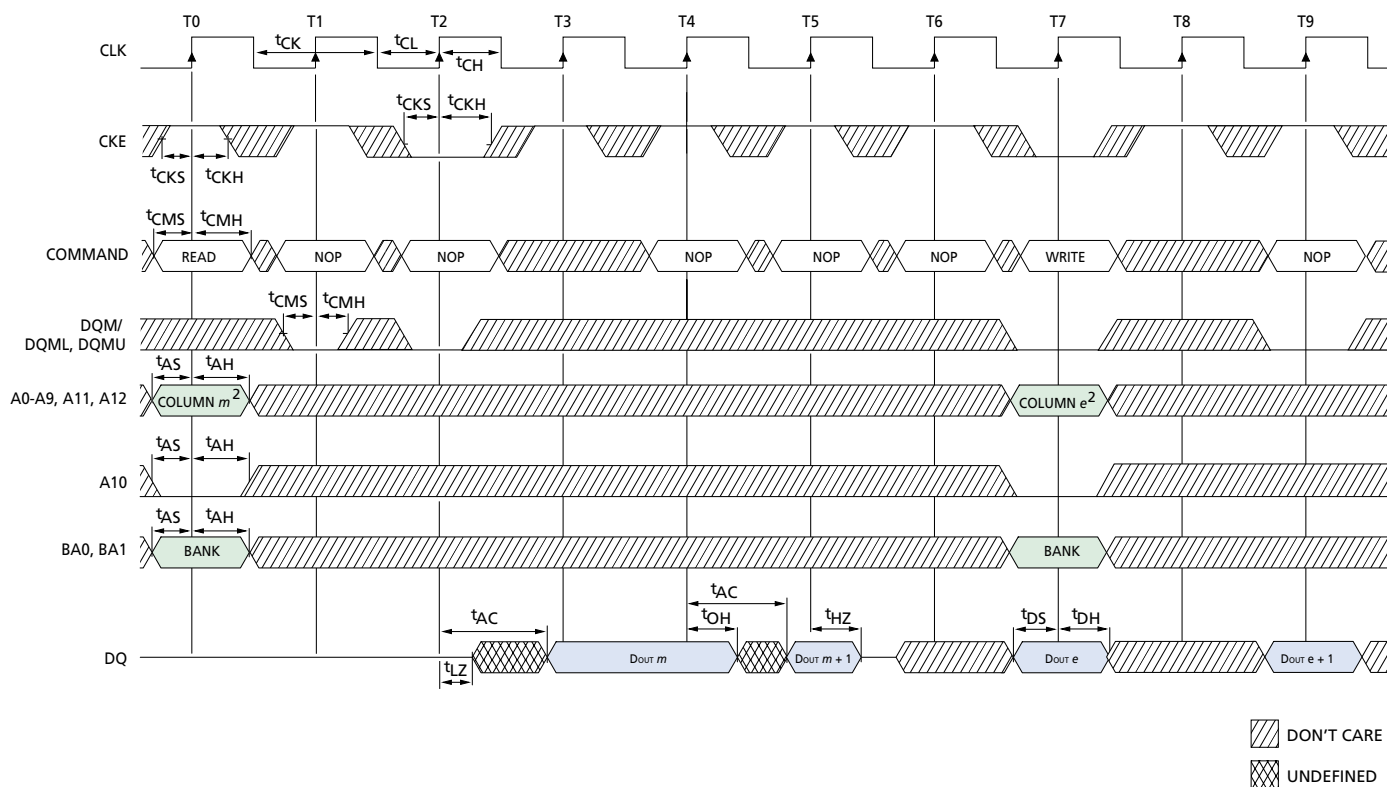 T0 T1 T2 T3 T4 T5 T6 T7 T8 T9
CLK tCK tCL tCH
tCKS tCKH
CKE
tCKS tCKH
tCMS tCMH
COMMAND READ NOP NOP NOP NOP NOP WRITE NOP
tCMS tCMH
DQM/
DQML, DQMU
tAS tAH
A0-A9, A11, A12 COLUMN m2 COLUMN e2
tAS tAH
A10
tAS tAH
BA0, BA1 BANK BANK
tAC tAC tOH tHZ tDS tDH
DQ DOUT m DOUT m + 1 DOUT e DOUT e + 1
tLZ
DON'T CARE
UNDEFINED